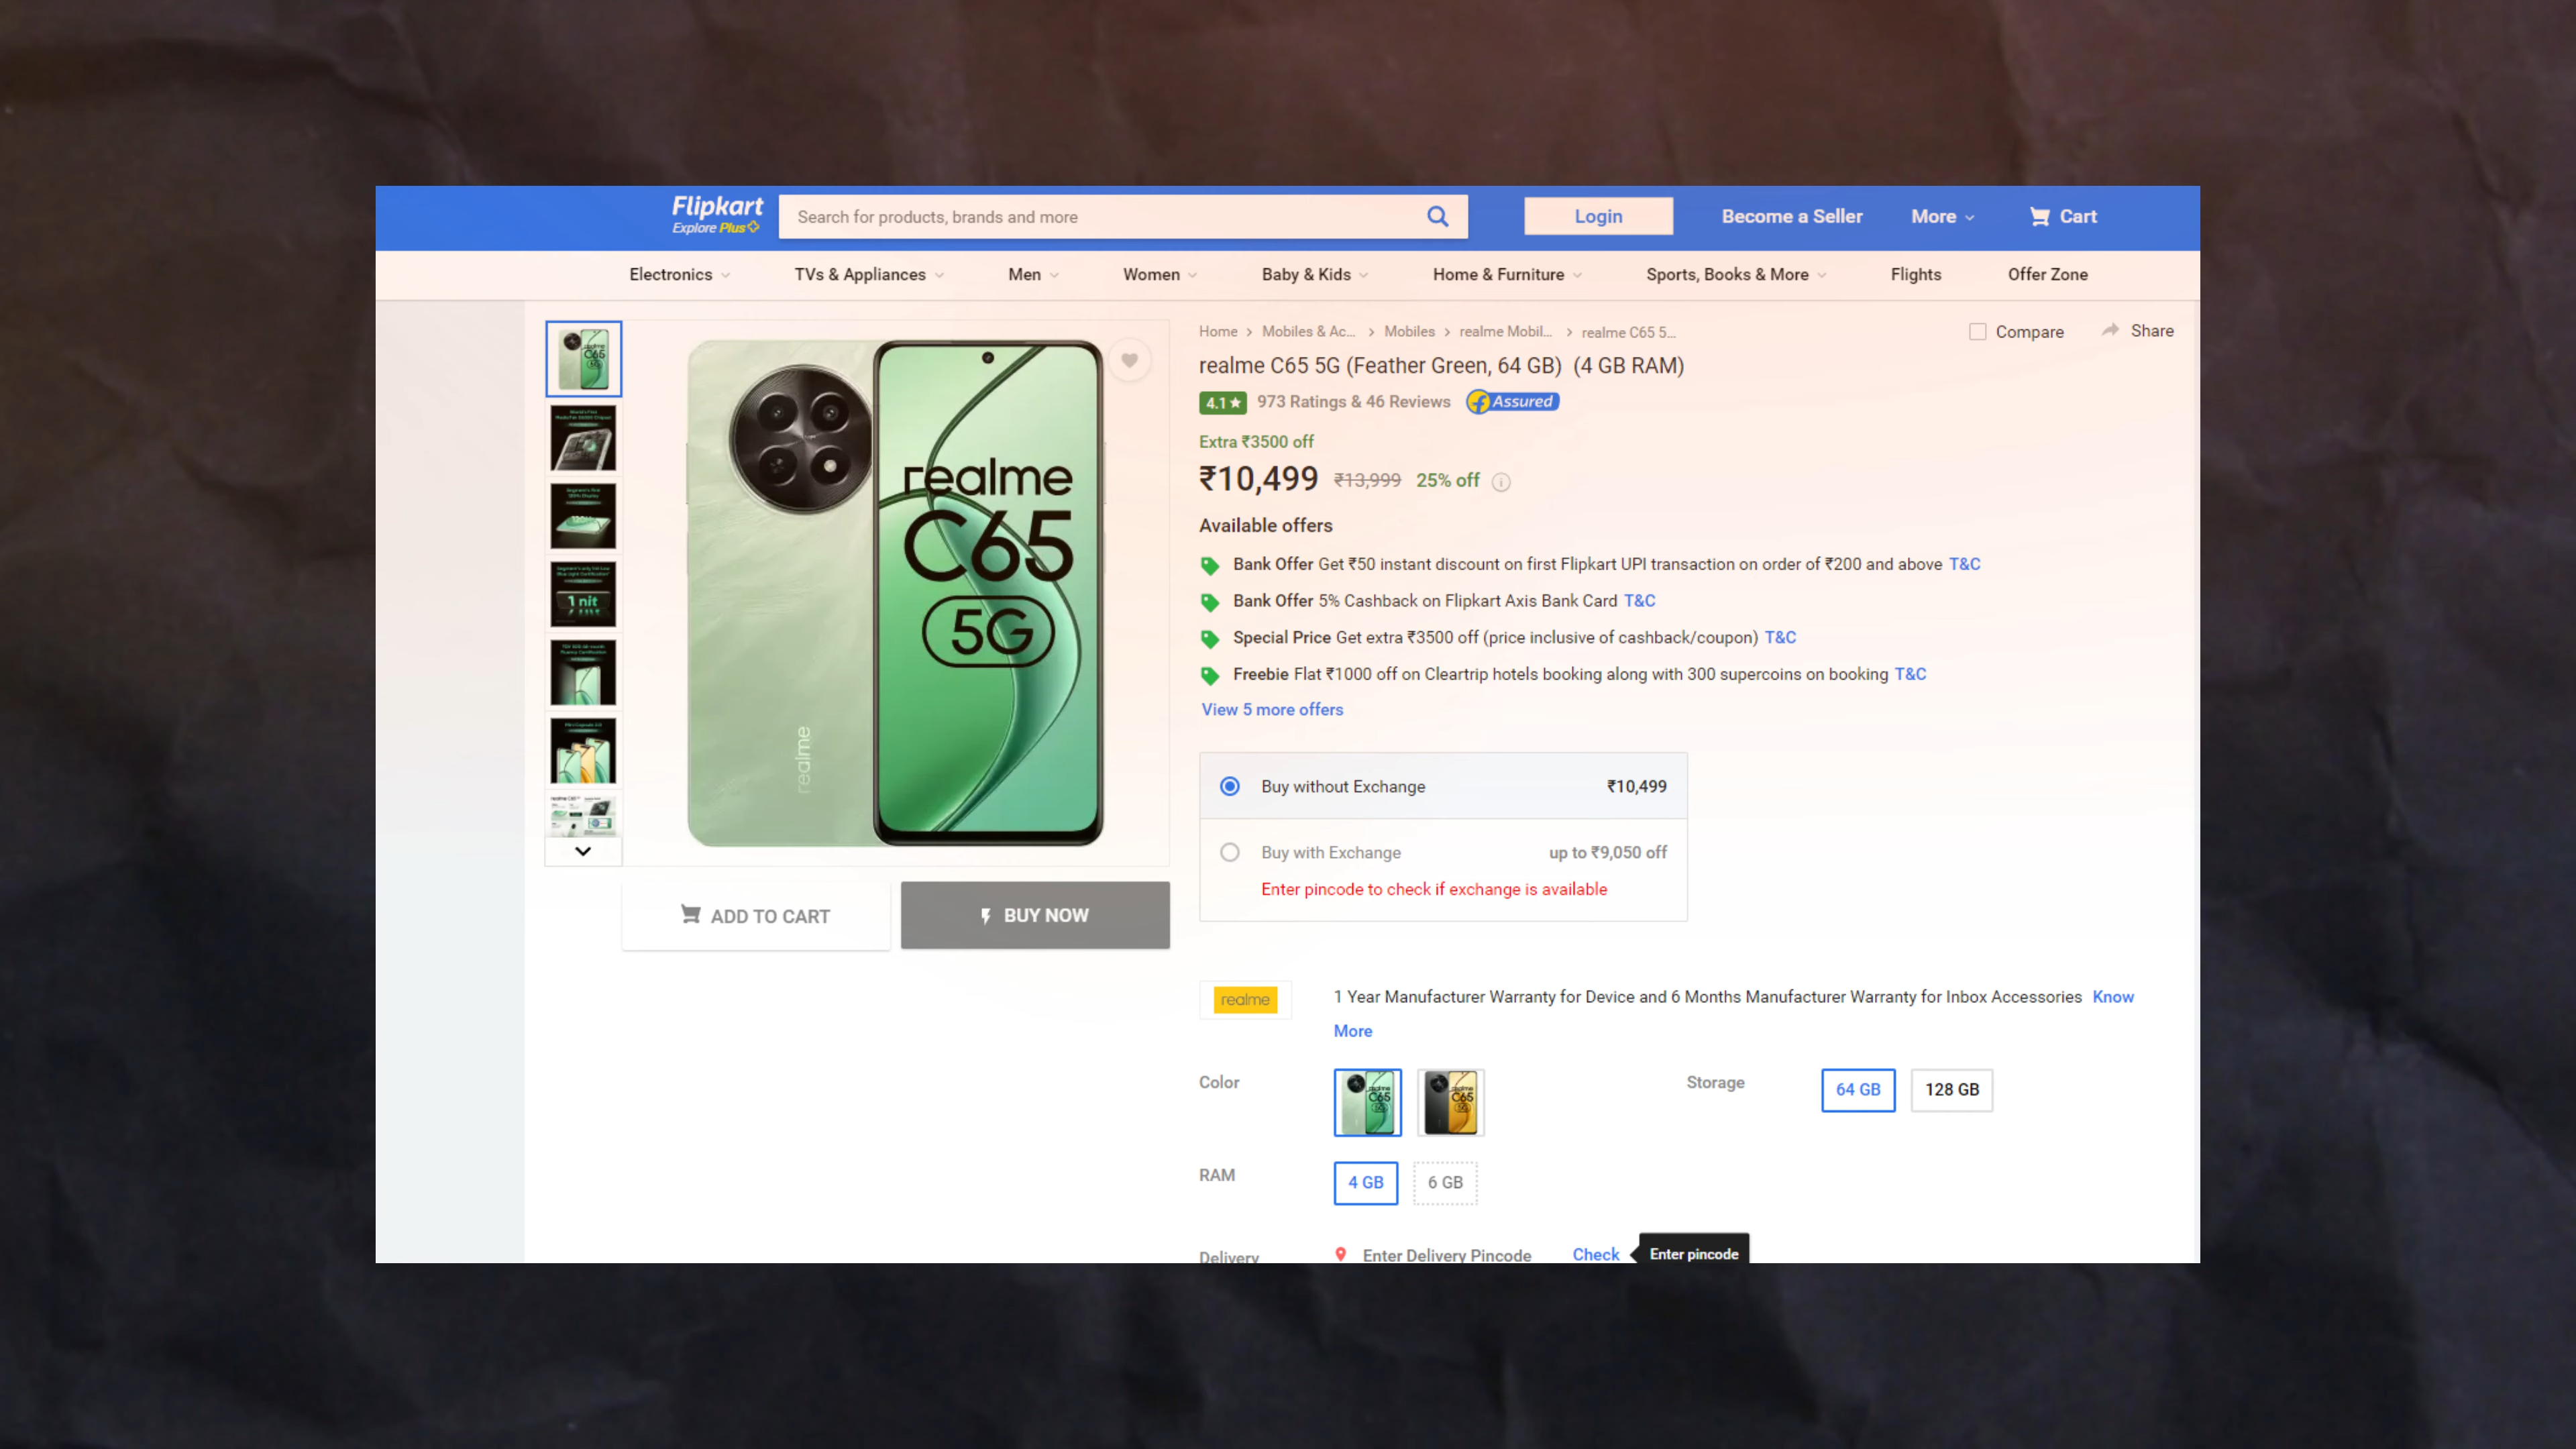 Flipkart
Explore Plus
Search for products, brands and more
Login
Become a Seller
More
Cart
Electronics
TVs & Appliances
Men
Women
Baby & Kids
Home & Furniture
Sports, Books & More
Flights
Offer Zone
Home
Mobiles & Ac...
Mobiles
realme Mobil...
realme C65 5...
Compare
Share
realme C65 5G (Feather Green, 64 GB) (4 GB RAM)
4.1★ 973 Ratings & 46 Reviews
Assured
Extra ₹3500 off
₹10,499 ₹13,999 25% off
Available offers
Bank Offer Get ₹50 instant discount on first Flipkart UPI transaction on order of ₹200 and above T&C
Bank Offer 5% Cashback on Flipkart Axis Bank Card T&C
Special Price Get extra ₹3500 off (price inclusive of cashback/coupon) T&C
Freebie Flat ₹1000 off on Cleartrip hotels booking along with 300 supercoins on booking T&C
View 5 more offers
realme
C65
5G
realme
1 nit
Buy without Exchange ₹10,499
Buy with Exchange up to ₹9,050 off
Enter pincode to check if exchange is available
ADD TO CART
BUY NOW
realme
1 Year Manufacturer Warranty for Device and 6 Months Manufacturer Warranty for Inbox Accessories Know
More
Color
realme
C65
5G
realme
C65
5G
Storage
64 GB
128 GB
RAM
4 GB
6 GB
Delivery
Enter Delivery Pincode
Check
Enter pincode